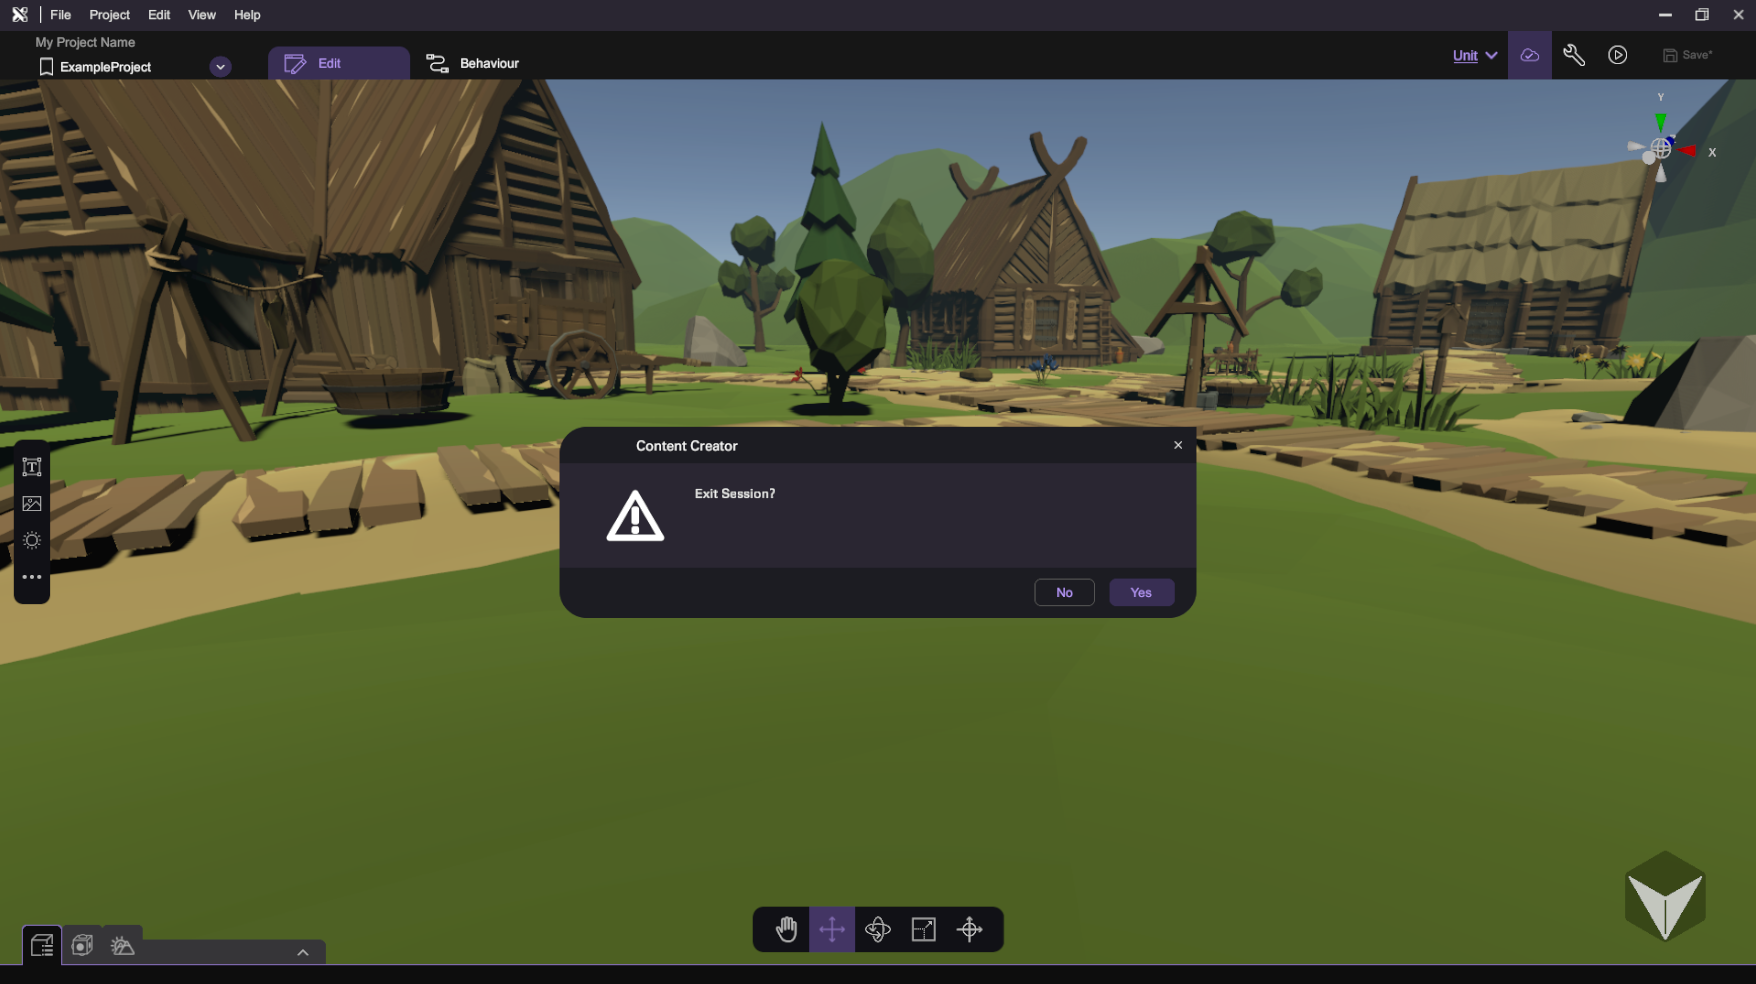 File Project Edit View Help
My Project Name
ExampleProject
Edit
Behaviour
Unit
Save*
Y
X
Content Creator
Exit Session?
No
Yes